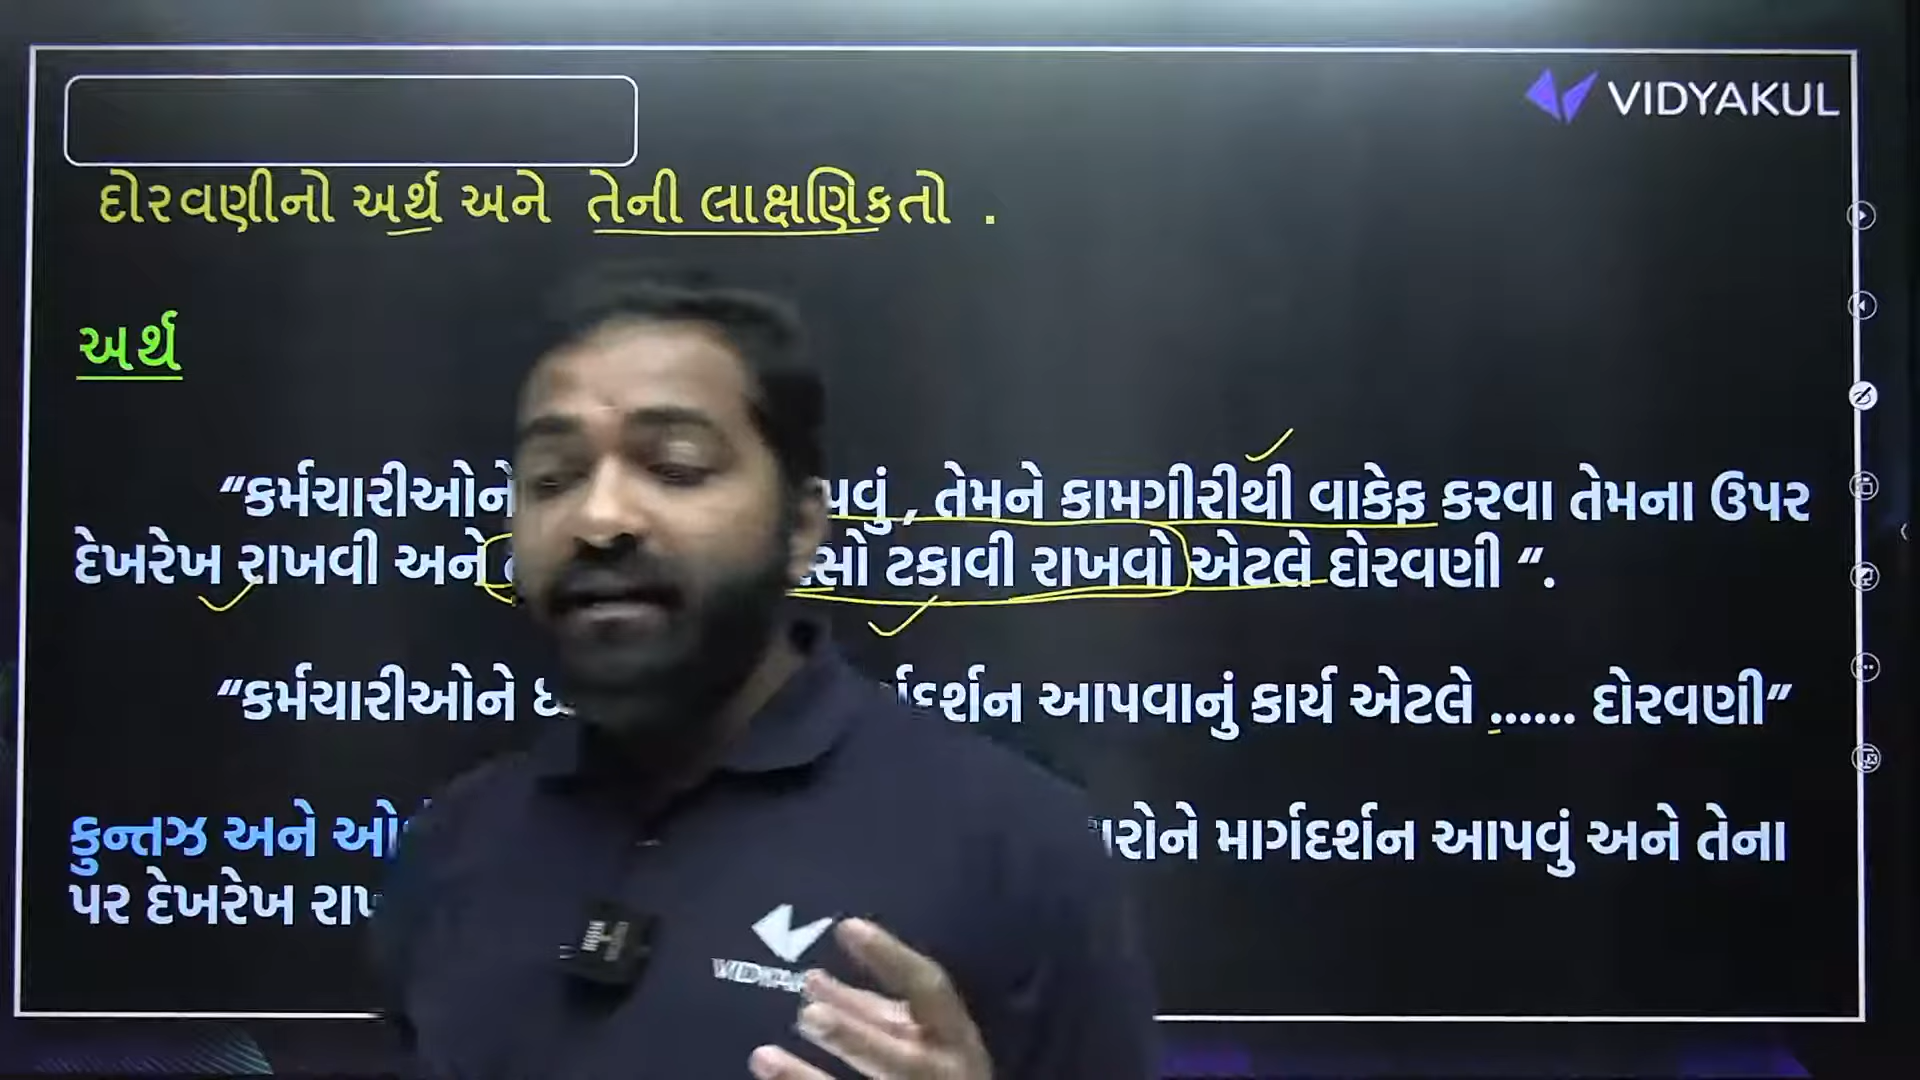 VIDYAKUL
દોરવણીનો અર્થ અને તેની લાક્ષણિકતો .
અર્થ
“કર્મચારીઓને , તેમને કામગીરીથી વાકેફ કરવા તેમના ઉપર
દેખરેખ રાખવી અને ટકાવી રાખવો એટલે દોરવણી “.
“કર્મચારીઓને આપવાનું કાર્ય એટલે ...... દોરવણી”
કુન્તઝ અને માર્ગદર્શન આપવું અને તેના
પર દેખરેખ